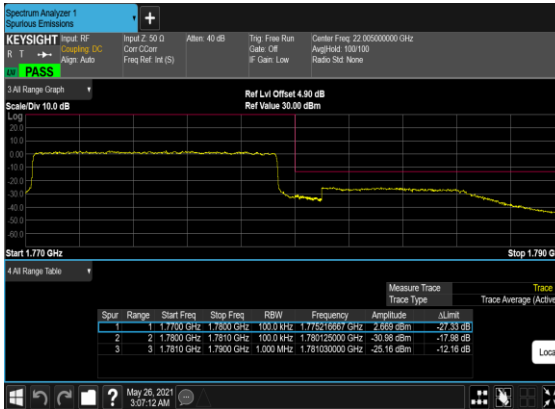 Spectrum Analyzer 1
Spurious Emissions
+
KEYSIGHT Input: RF Input Z: 50 Ω Atten: 40 dB Trig: Free Run Center Freq: 22.005000000 GHz
R T Coupling: DC Corr CCorr Gate: Off Avg|Hold: 100/100
Align: Auto Freq Ref: Int (S) IF Gain: Low Radio Std: None
LNI PASS
3 All Range Graph
Ref Lvl Offset 4.90 dB
Scale/Div 10.0 dB Ref Value 30.00 dBm
Log
20.0
10.0
0.00
-10.0
-20.0
-30.0
-40.0
-50.0
-60.0
Start 1.770 GHz Stop 1.790 G
4 All Range Table
Measure Trace Trace
Trace Type Trace Average (Active
Spur Range Start Freq Stop Freq RBW Frequency Amplitude ΔLimit
1 1 1.7700 GHz 1.7800 GHz 100.0 kHz 1.775216667 GHz 2.669 dBm -27.33 dB
2 2 1.7800 GHz 1.7810 GHz 100.0 kHz 1.780125000 GHz -30.98 dBm -17.98 dB
3 3 1.7810 GHz 1.7900 GHz 1.000 MHz 1.781030000 GHz -25.16 dBm -12.16 dB
Loca
?
May 26, 2021
3:07:12 AM